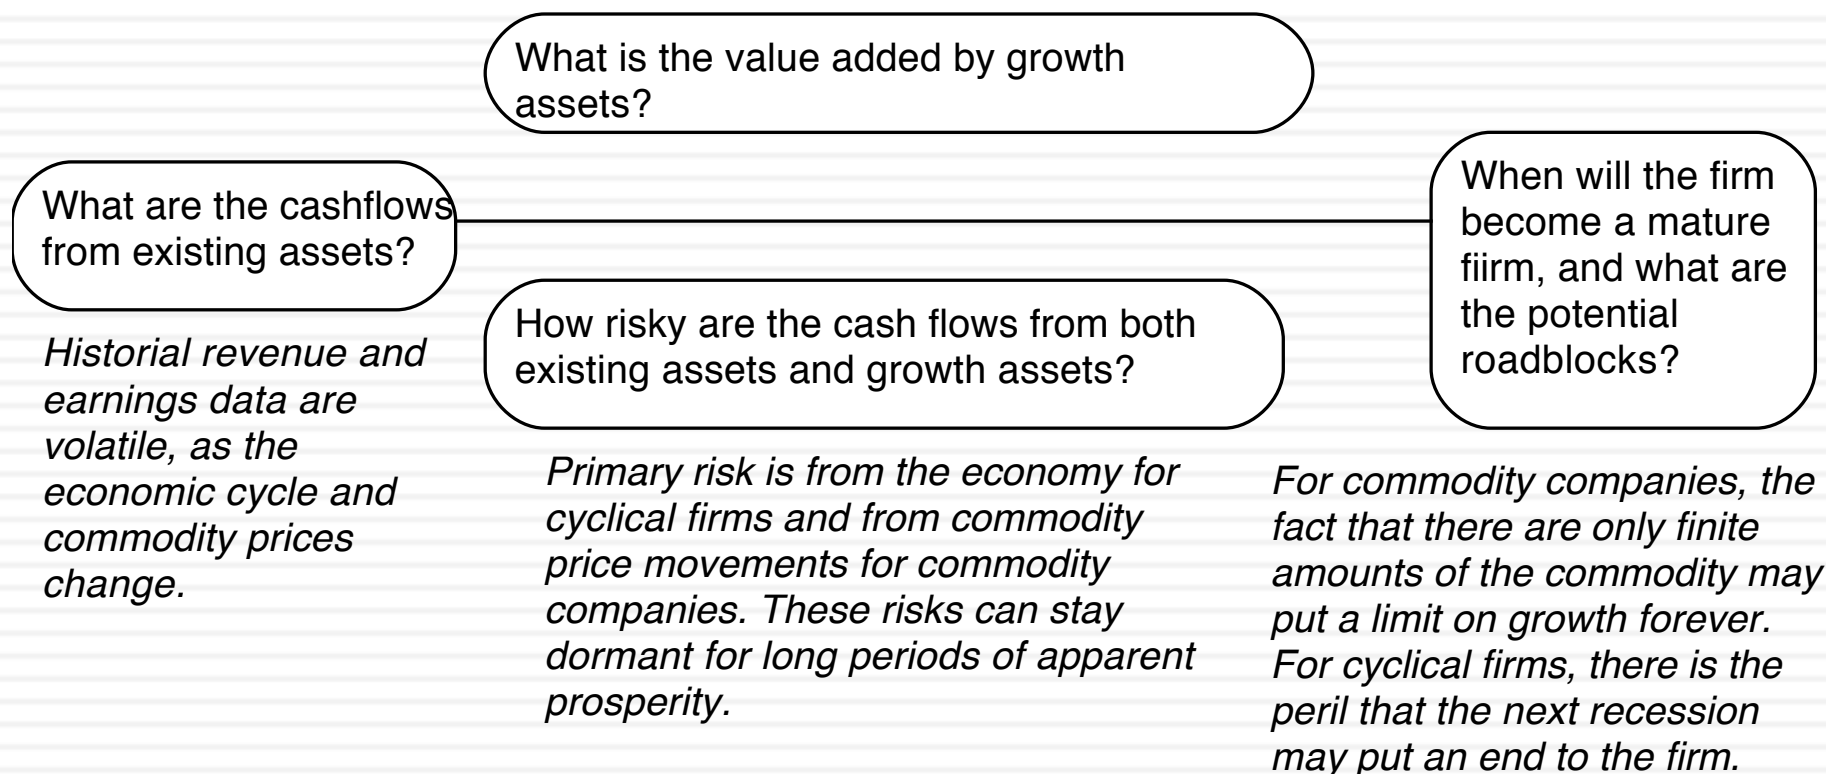 What is the value added by growth
assets?
What are the cashflows
from existing assets?
Historial revenue and
earnings data are
volatile, as the
economic cycle and
commodity prices
change.
How risky are the cash flows from both
existing assets and growth assets?
Primary risk is from the economy for
cyclical firms and from commodity
price movements for commodity
companies. These risks can stay
dormant for long periods of apparent
prosperity.
When will the firm
become a mature
fiirm, and what are
the potential
roadblocks?
For commodity companies, the
fact that there are only finite
amounts of the commodity may
put a limit on growth forever.
For cyclical firms, there is the
peril that the next recession
may put an end to the firm.